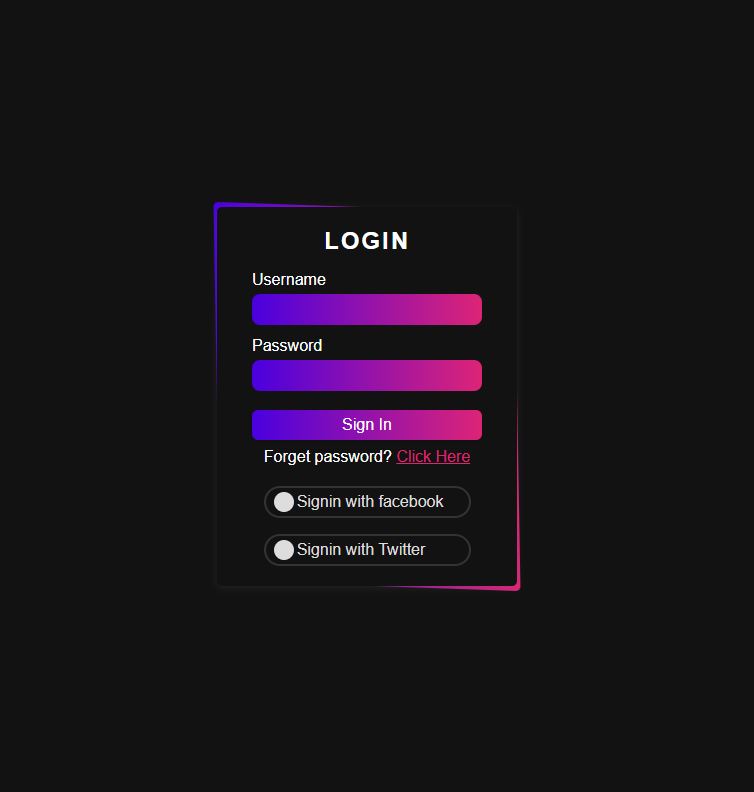 LOGIN
Username
Password
Sign In
Forget password? Click Here
Signin with facebook
Signin with Twitter